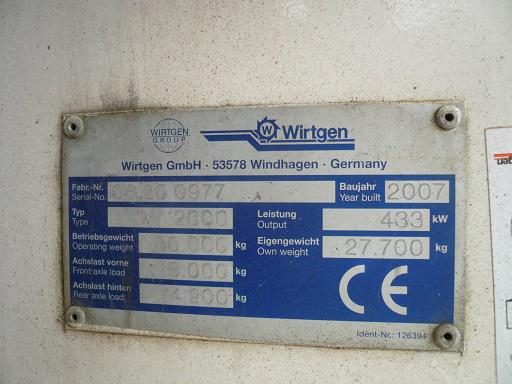 WIRTGEN
GROUP
W Wirtgen
Wirtgen GmbH · 53578 Windhagen · Germany
Fabr.-Nr.
Serial-No. 0977
Baujahr
Year built 2007
Typ
Type 2000
Leistung
Output 433 kW
Betriebsgewicht
Operating weight kg
Eigengewicht
Own weight 27.700 kg
Achslast vorne
Front axle load kg
Achslast hinten
Rear axle load kg
CE
Ident-Nr.: 126394